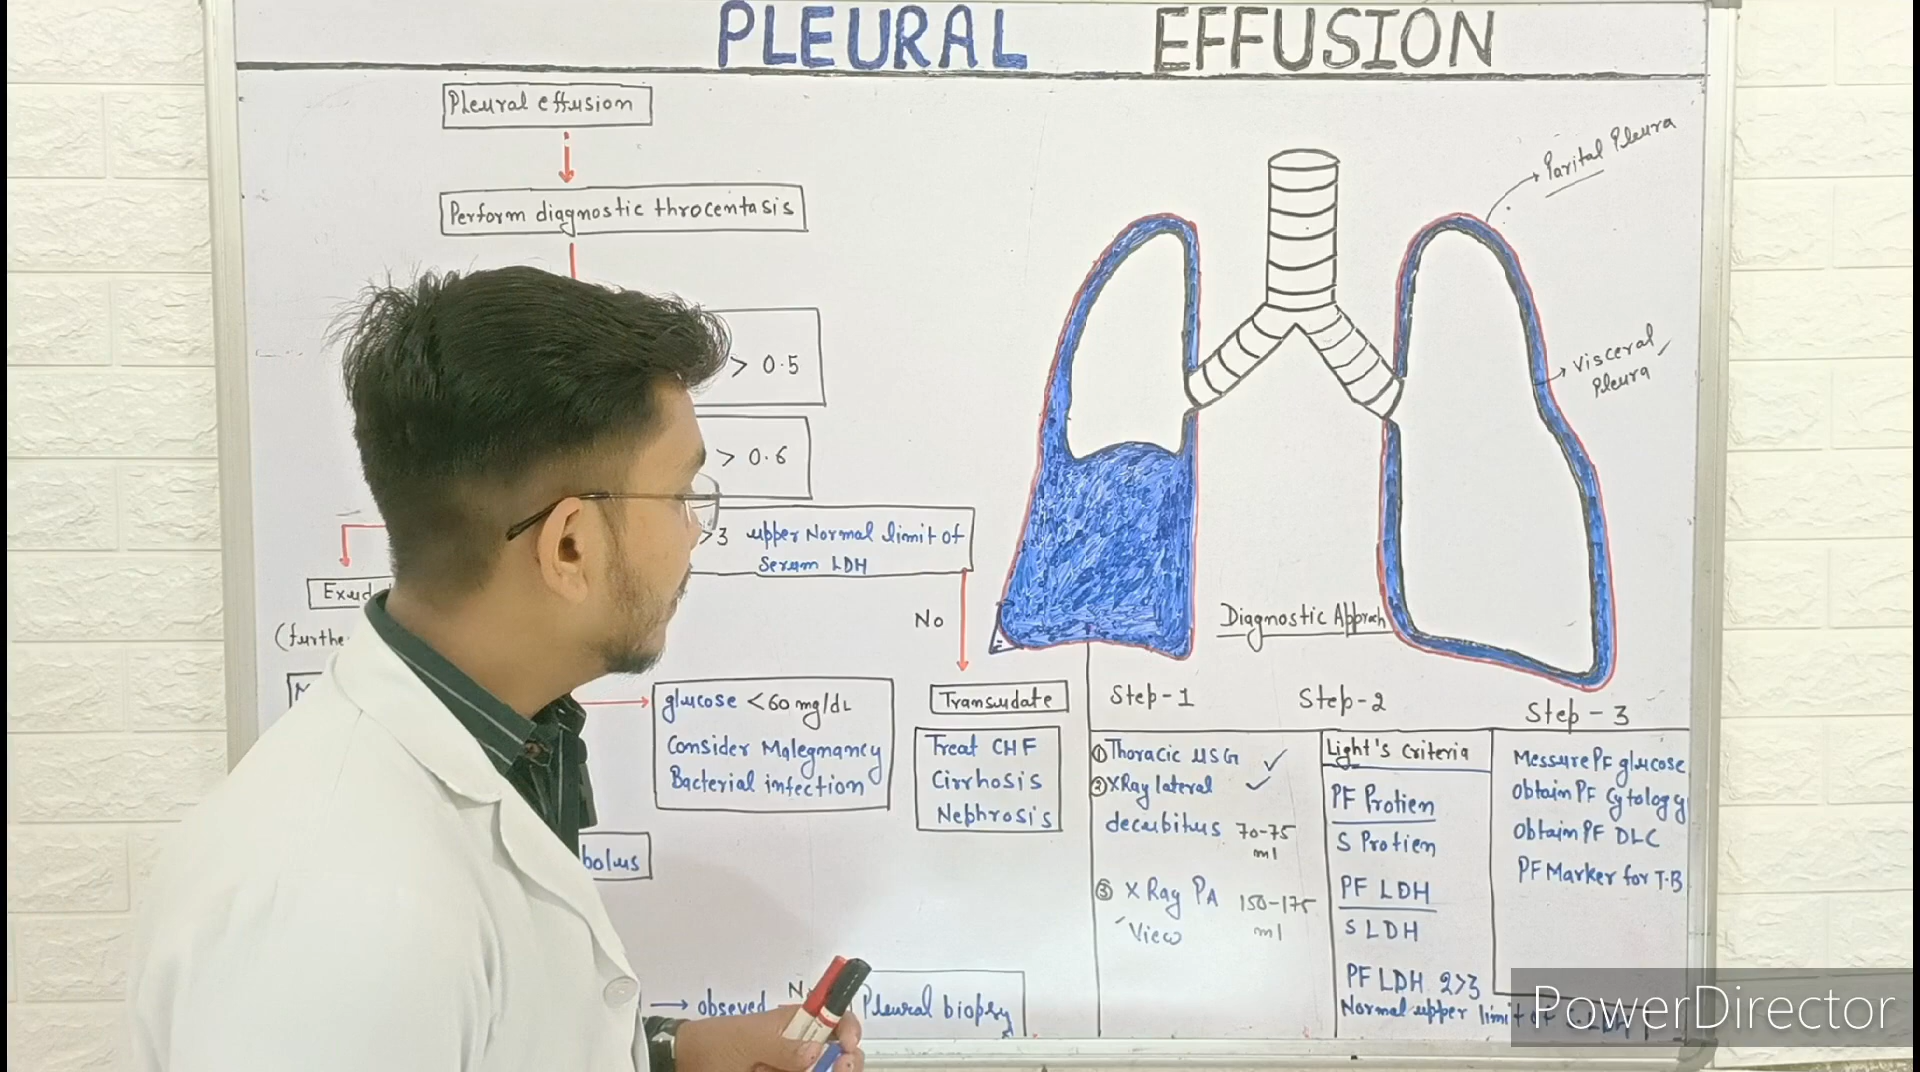 PLEURAL EFFUSION
Pleural effusion
Perform diagnostic throcentasis
> 0.5
> 0.6
>3 upper Normal limit of
Serum LDH
No
Transudate
Treat CHF
Cirrhosis
Nephrosis
glucose <60 mg/dL
Consider Malegmancy
Bacterial infection
bolus
→ obseved
Pleural biopsy
Parital Pleura
Visceral
Pleura
Diagnostic Approch
Step-1
① Thoracic USG ✓
② XRay lateral ✓
decubitus 70-75
ml
③ X Ray PA 150-175
View ml
Step-2
Light's Criteria
PF Protien
S Protien
PF LDH
S LDH
PF LDH 2>3
Normal upper limit of
Step-3
Messure PF glucose
Obtain PF Cytology
Obtain PF DLC
PF Marker for T.B
PowerDirector